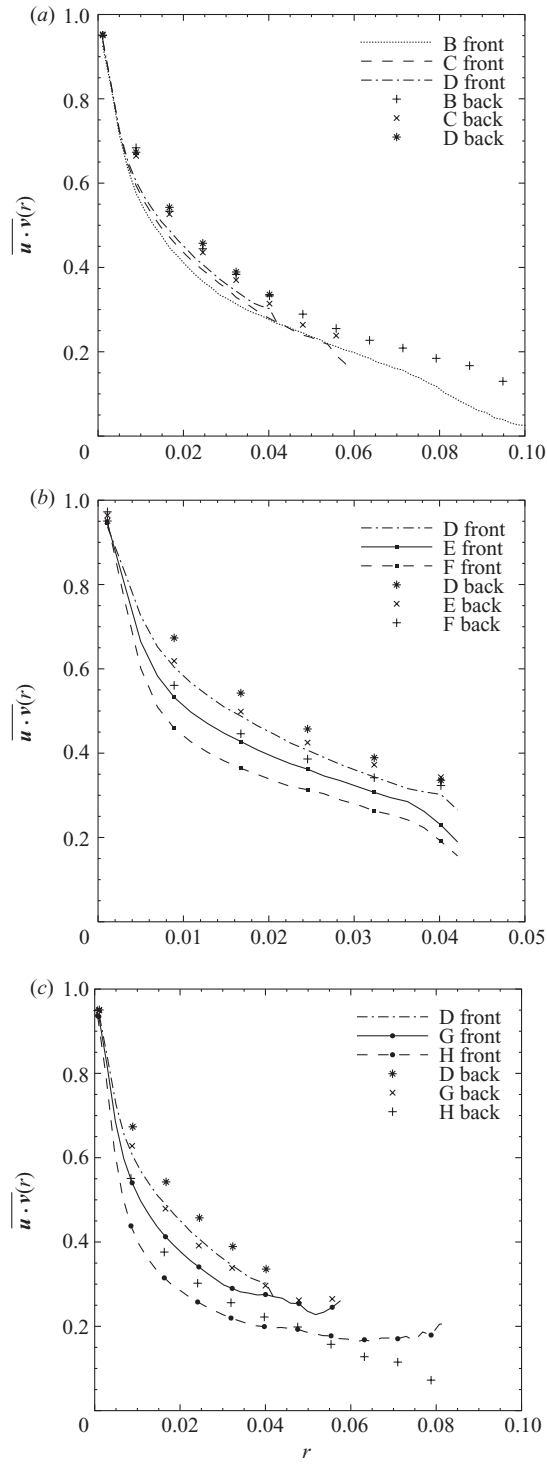 (a)
1.0
0.8
0.6
0.4
0.2
0
0.02
0.04
0.06
0.08
0.10
u · v(r)
B front
C front
D front
B back
C back
D back
(b)
1.0
0.8
0.6
0.4
0.2
0
0.01
0.02
0.03
0.04
0.05
u · v(r)
D front
E front
F front
D back
E back
F back
(c)
1.0
0.8
0.6
0.4
0.2
0
0.02
0.04
0.06
0.08
0.10
u · v(r)
D front
G front
H front
D back
G back
H back
r